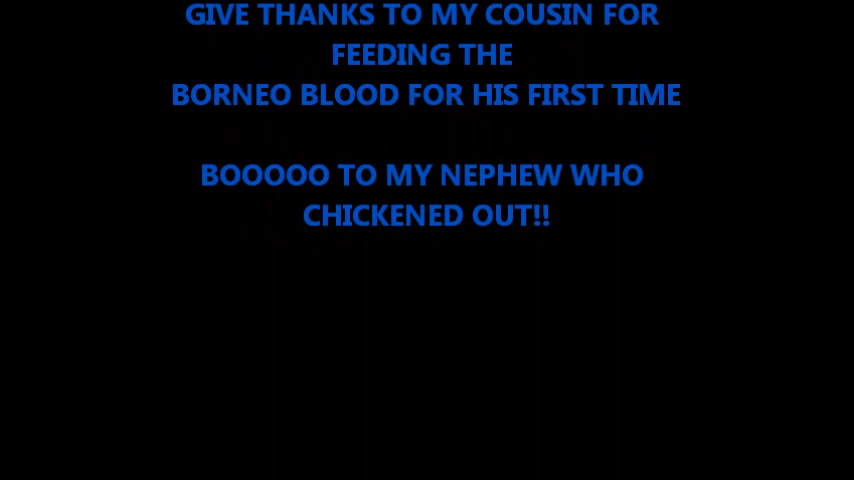 GIVE THANKS TO MY COUSIN FOR
FEEDING THE
BORNEO BLOOD FOR HIS FIRST TIME
BOOOOO TO MY NEPHEW WHO
CHICKENED OUT!!